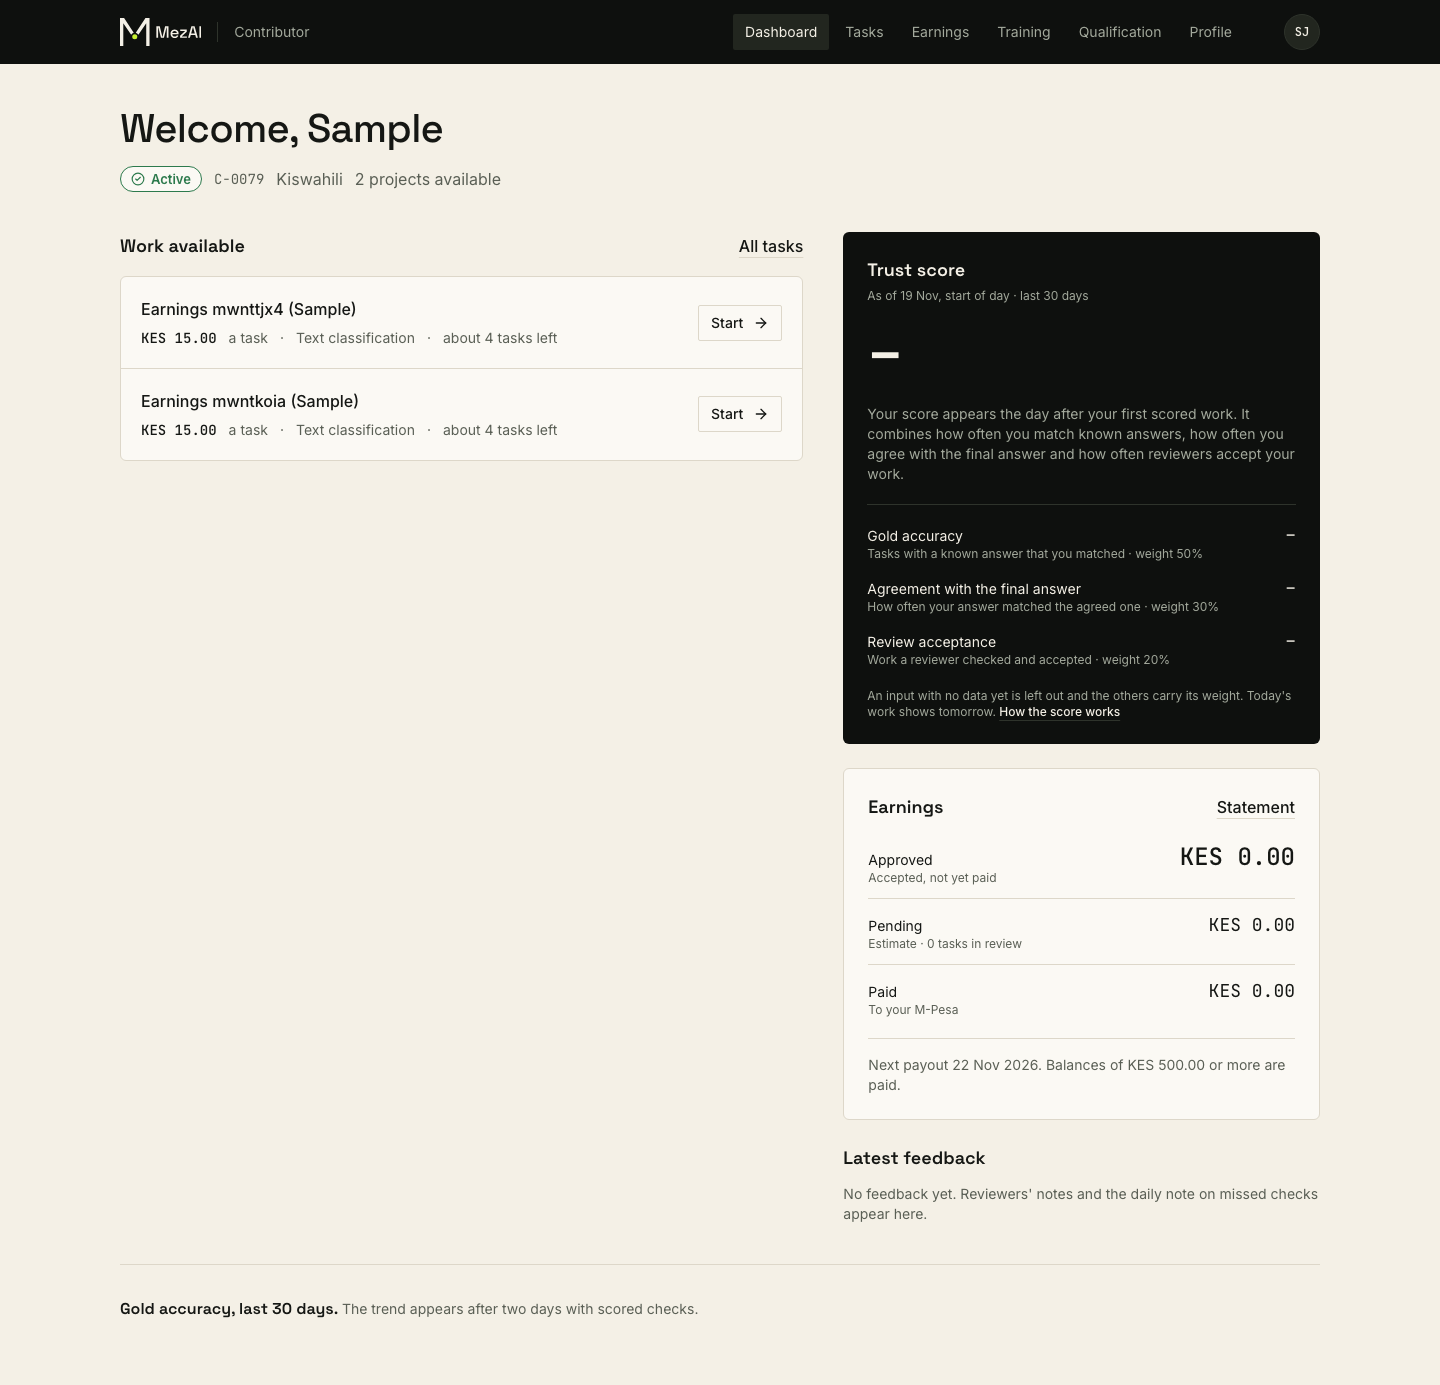 MezAI
Contributor
Dashboard
Tasks
Earnings
Training
Qualification
Profile
SJ
Welcome, Sample
Active
C-0079
Kiswahili
2 projects available
Work available
All tasks
Earnings mwnttjx4 (Sample)
KES 15.00 a task · Text classification · about 4 tasks left
Start
Earnings mwntkoia (Sample)
KES 15.00 a task · Text classification · about 4 tasks left
Start
Trust score
As of 19 Nov, start of day · last 30 days
–
Your score appears the day after your first scored work. It
combines how often you match known answers, how often you
agree with the final answer and how often reviewers accept your
work.
Gold accuracy –
Tasks with a known answer that you matched · weight 50%
Agreement with the final answer –
How often your answer matched the agreed one · weight 30%
Review acceptance –
Work a reviewer checked and accepted · weight 20%
An input with no data yet is left out and the others carry its weight. Today's
work shows tomorrow. How the score works
Earnings
Statement
Approved KES 0.00
Accepted, not yet paid
Pending KES 0.00
Estimate · 0 tasks in review
Paid KES 0.00
To your M-Pesa
Next payout 22 Nov 2026. Balances of KES 500.00 or more are
paid.
Latest feedback
No feedback yet. Reviewers' notes and the daily note on missed checks
appear here.
Gold accuracy, last 30 days. The trend appears after two days with scored checks.